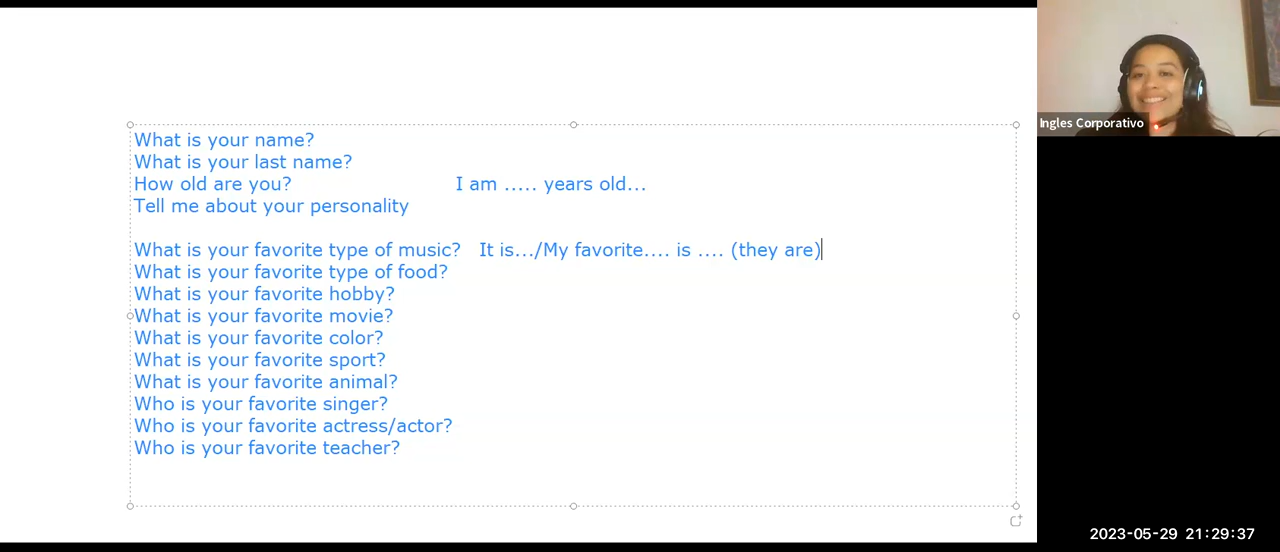 What is your name?
What is your last name?
How old are you? I am ..... years old...
Tell me about your personality
What is your favorite type of music? It is.../My favorite.... is .... (they are)
What is your favorite type of food?
What is your favorite hobby?
What is your favorite movie?
What is your favorite color?
What is your favorite sport?
What is your favorite animal?
Who is your favorite singer?
Who is your favorite actress/actor?
Who is your favorite teacher?
Ingles Corporativo
2023-05-29 21:29:37